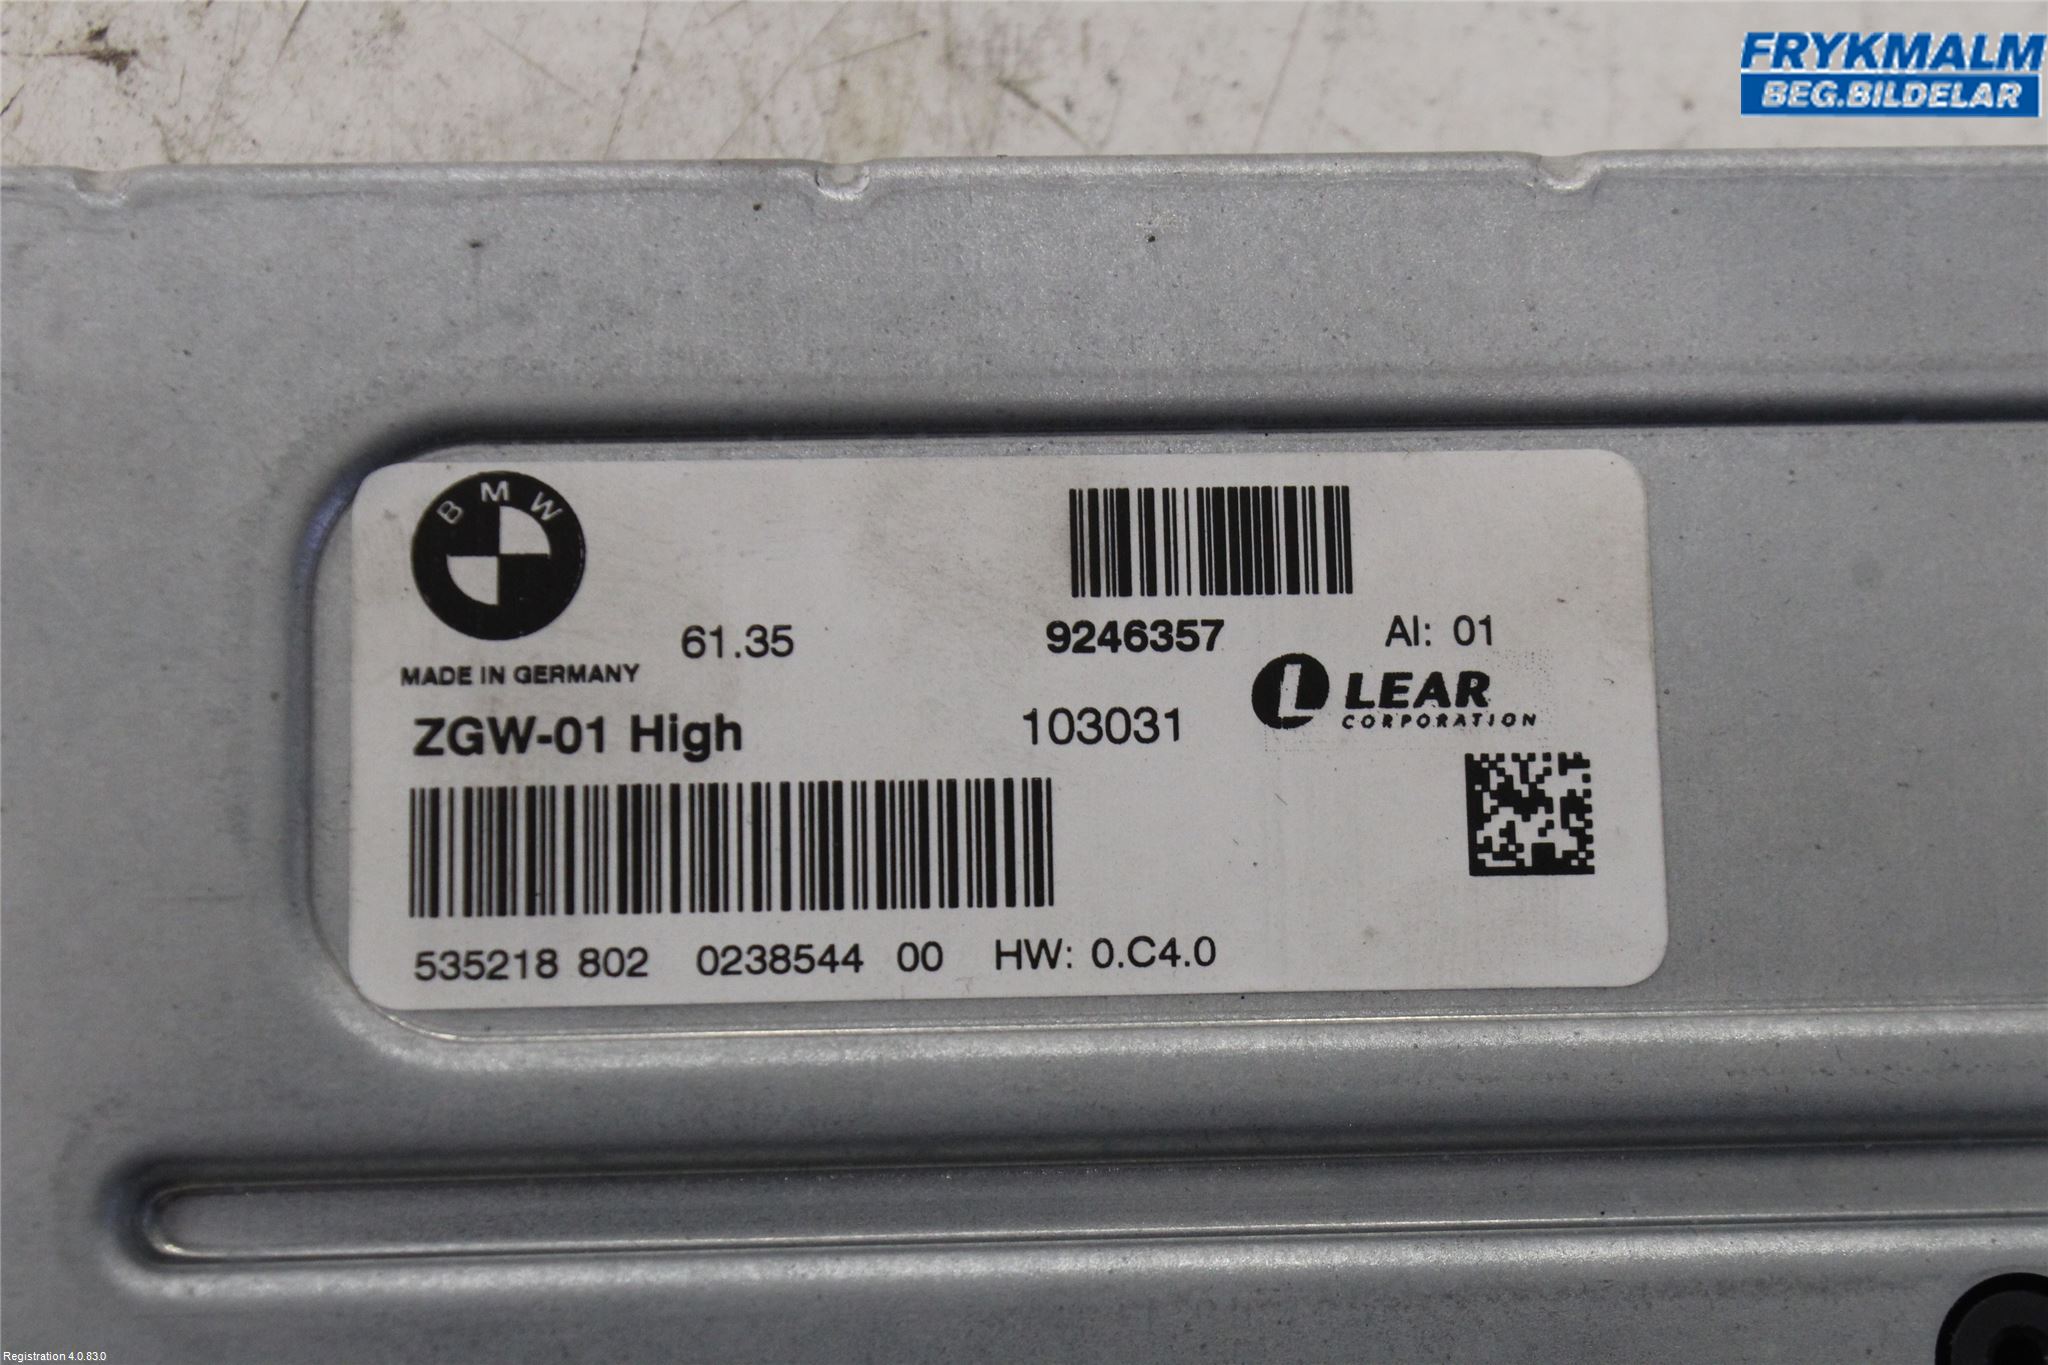 FRYKMALM
BEG.BILDELAR
BMW
61.35
9246357
AI: 01
MADE IN GERMANY
LEAR
CORPORATION
ZGW-01 High
103031
535218 802 0238544 00 HW: 0.C4.0
Registration 4.0.83.0